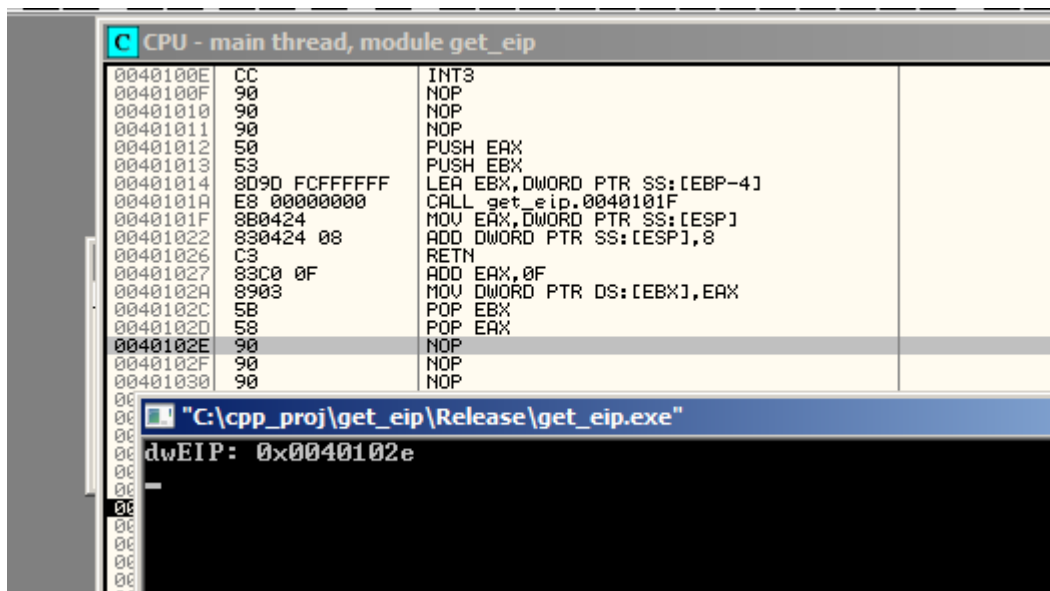 C CPU - main thread, module get_eip
0040100E CC INT3
0040100F 90 NOP
00401010 90 NOP
00401011 90 NOP
00401012 50 PUSH EAX
00401013 53 PUSH EBX
00401014 8D9D FCFFFFFF LEA EBX,DWORD PTR SS:[EBP-4]
0040101A E8 00000000 CALL get_eip.0040101F
0040101F 8B0424 MOV EAX,DWORD PTR SS:[ESP]
00401022 830424 08 ADD DWORD PTR SS:[ESP],8
00401026 C3 RETN
00401027 83C0 0F ADD EAX,0F
0040102A 8903 MOV DWORD PTR DS:[EBX],EAX
0040102C 5B POP EBX
0040102D 58 POP EAX
0040102E 90 NOP
0040102F 90 NOP
00401030 90 NOP
"C:\cpp_proj\get_eip\Release\get_eip.exe"
dwEIP: 0x0040102e